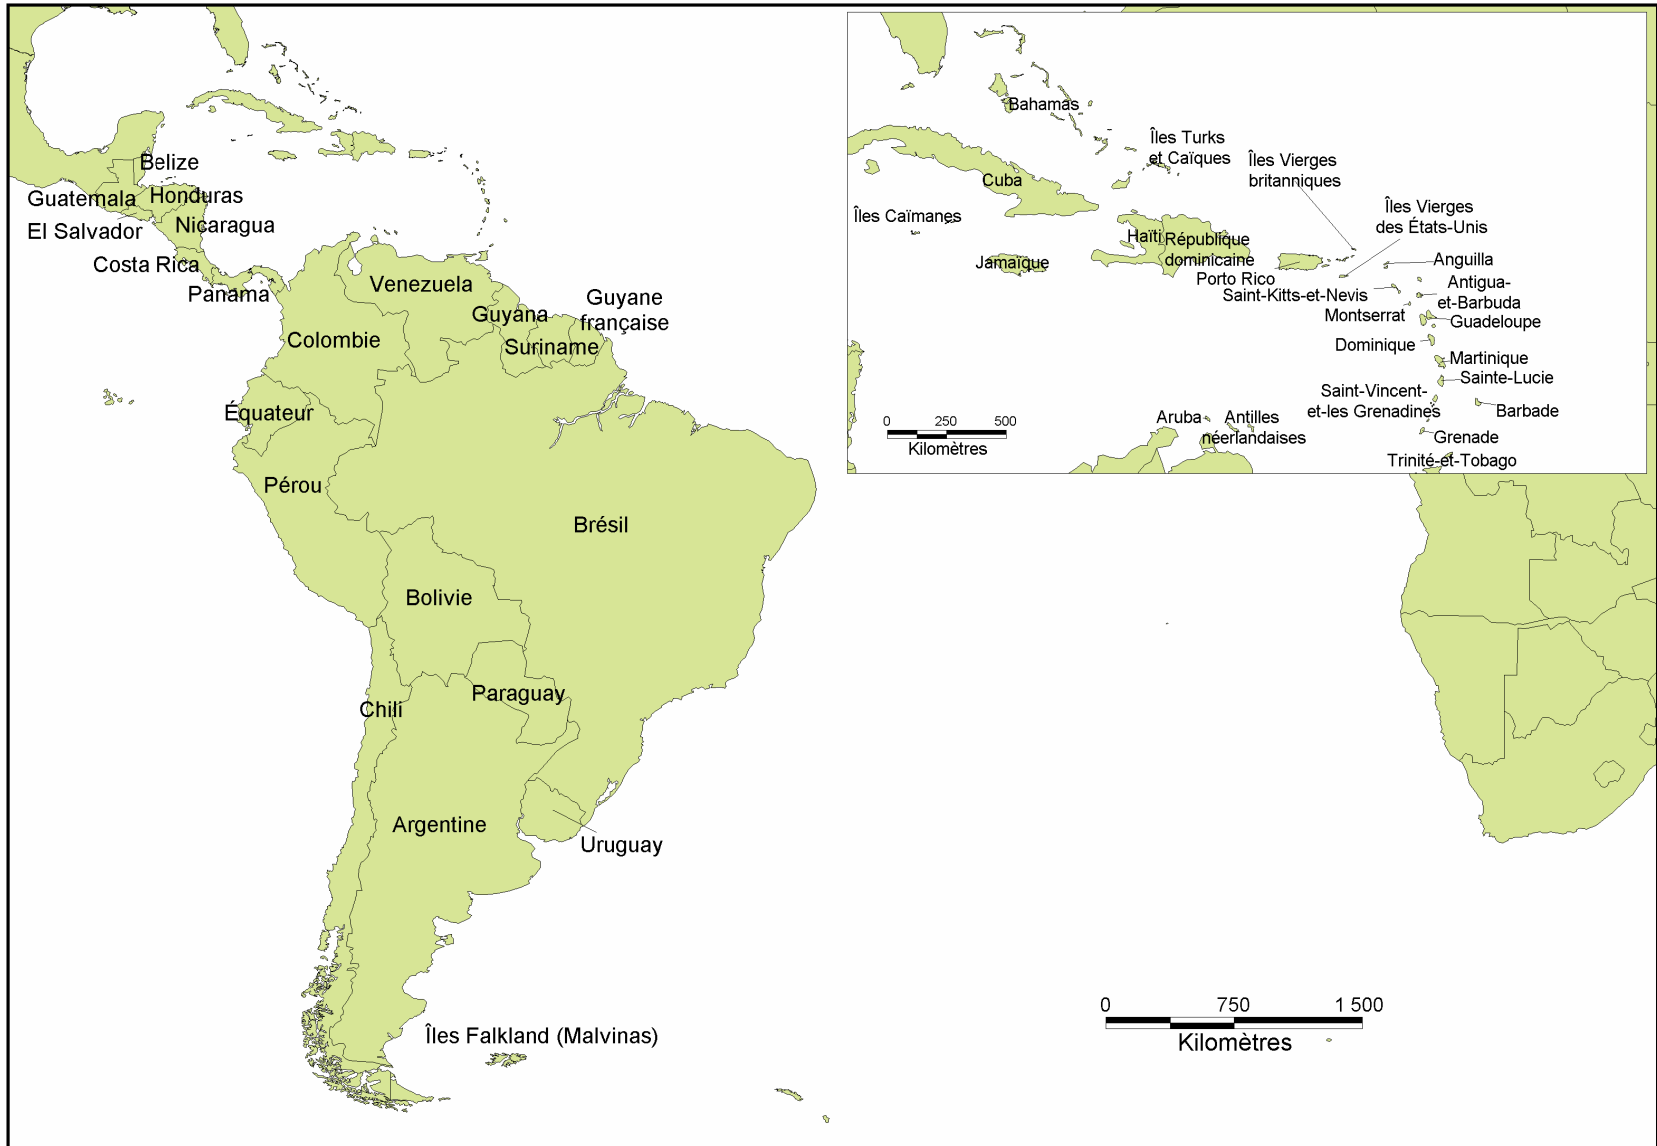 Belize
Guatemala
Honduras
El Salvador
Nicaragua
Costa Rica
Panama
Venezuela
Guyana
Guyane
française
Suriname
Colombie
Équateur
Pérou
Brésil
Bolivie
Paraguay
Chili
Argentine
Uruguay
Îles Falkland (Malvinas)
0 750 1 500
Kilomètres
Bahamas
Îles Turks
et Caïques
Îles Vierges
britanniques
Cuba
Îles Caïmanes
Îles Vierges
des États-Unis
Haïti
République
dominicaine
Jamaïque
Porto Rico
Anguilla
Saint-Kitts-et-Nevis
Antigua-
et-Barbuda
Montserrat
Guadeloupe
Dominique
Martinique
Sainte-Lucie
Saint-Vincent-
et-les Grenadines
Barbade
Aruba
Antilles
néerlandaises
Grenade
Trinité-et-Tobago
0 250 500
Kilomètres